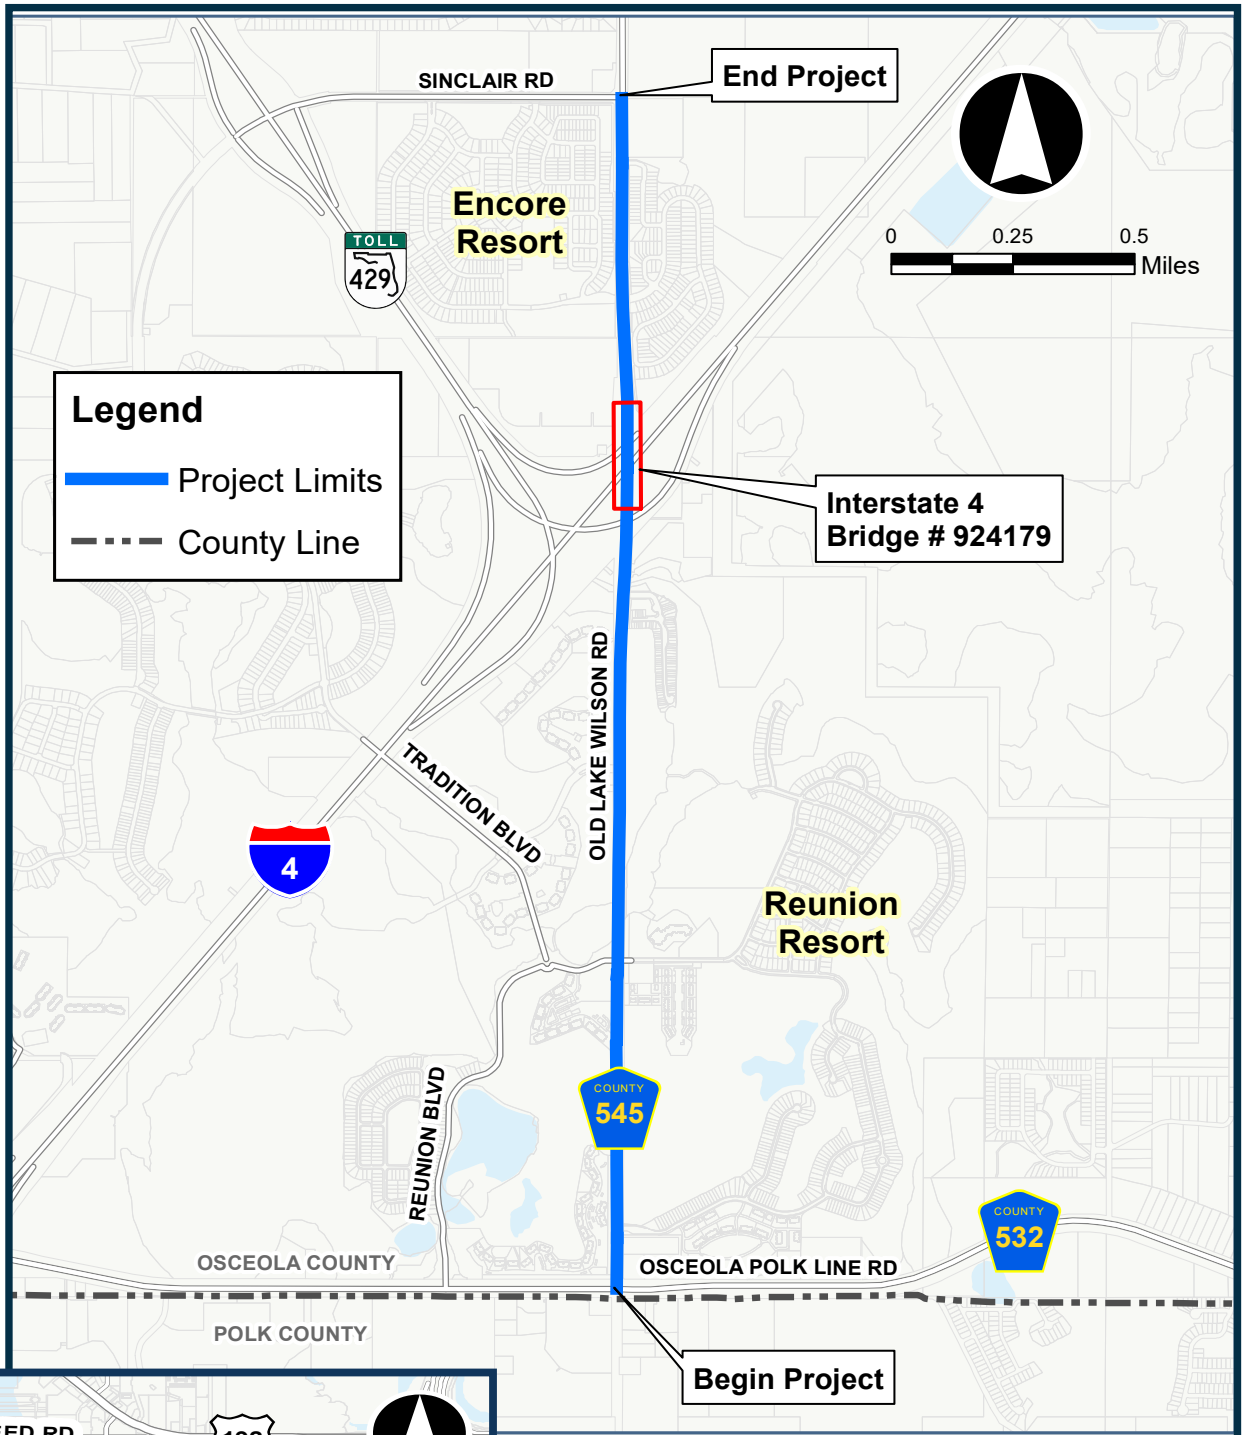 SINCLAIR RD
End Project
Encore
Resort
TOLL
429
0 0.25 0.5
Miles
Legend
Project Limits
County Line
Interstate 4
Bridge # 924179
OLD LAKE WILSON RD
TRADITION BLVD
4
Reunion
Resort
COUNTY
545
REUNION BLVD
COUNTY
532
OSCEOLA COUNTY
OSCEOLA POLK LINE RD
POLK COUNTY
Begin Project
RD